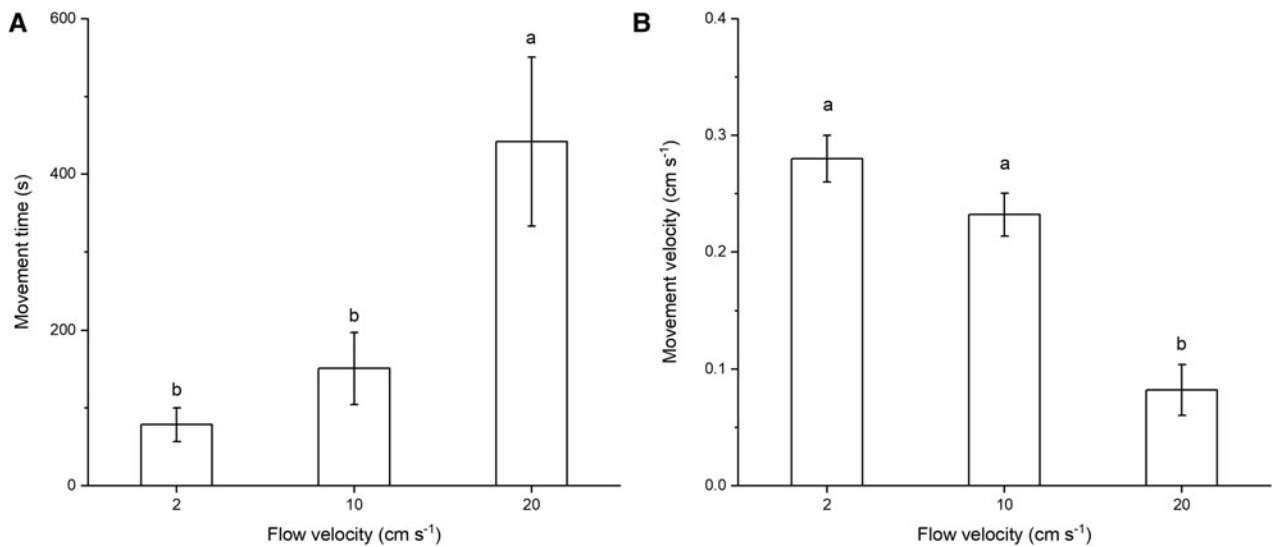 A
600
400
200
0
Movement time (s)
b
b
a
2 10 20
Flow velocity (cm s⁻¹)
B
0.4
0.3
0.2
0.1
0.0
Movement velocity (cm s⁻¹)
a
a
b
2 10 20
Flow velocity (cm s⁻¹)